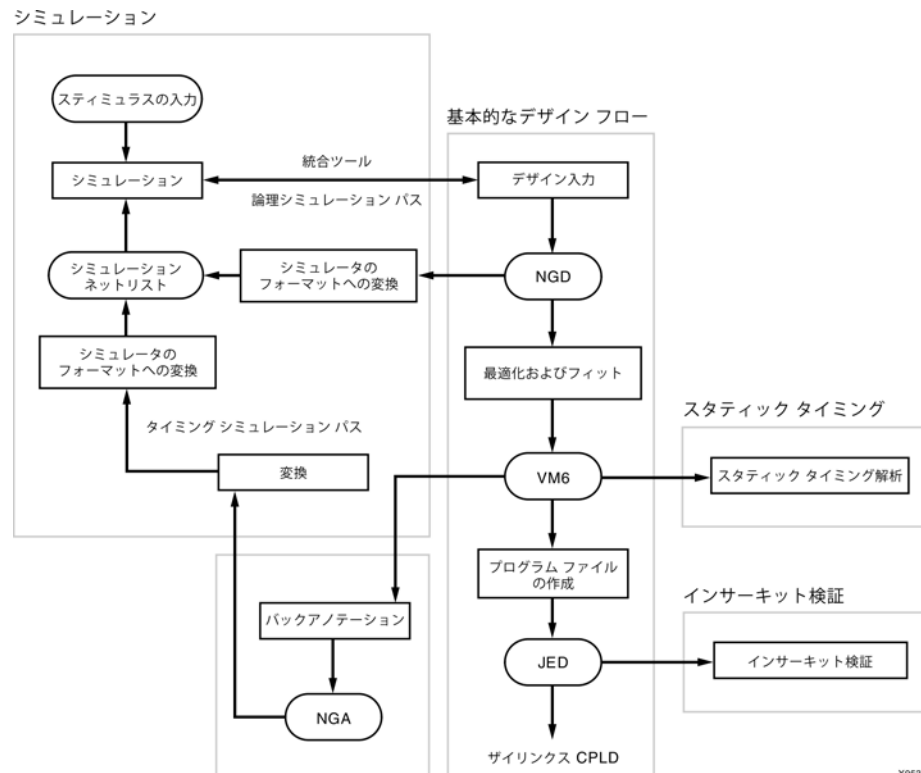 シミュレーション
スティミュラスの入力
基本的なデザイン フロー
統合ツール
シミュレーション
デザイン入力
論理シミュレーション パス
シミュレーション
ネットリスト
シミュレータの
フォーマットへの変換
NGD
シミュレータの
フォーマットへの変換
最適化およびフィット
タイミング シミュレーション パス
スタティック タイミング
変換
VM6
スタティック タイミング解析
プログラム ファイル
の作成
インサーキット検証
バックアノテーション
JED
インサーキット検証
NGA
ザイリンクス CPLD